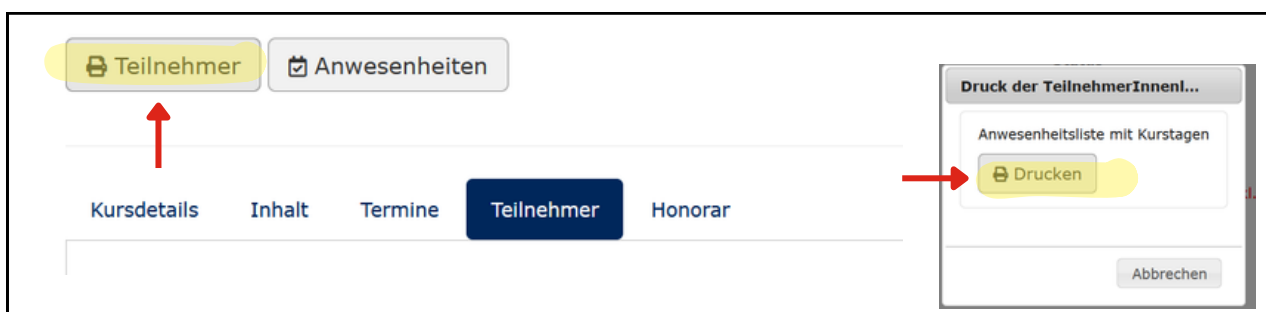 Teilnehmer Anwesenheiten
Kursdetails Inhalt Termine Teilnehmer Honorar
Druck der TeilnehmerInnenl...
Anwesenheitsliste mit Kurstagen
Drucken
Abbrechen